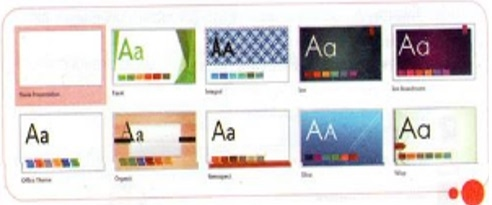 Blank Presentation
Aa
Facet
Aa
Integral
Aa
Ion
Aa
Ion Boardroom
Aa
Office Theme
Aa
Organic
Aa
Retrospect
Aa
Slice
Aa
Wisp